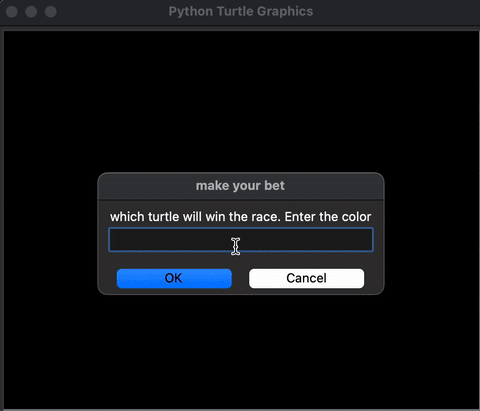 Python Turtle Graphics
make your bet
which turtle will win the race. Enter the color
OK
Cancel